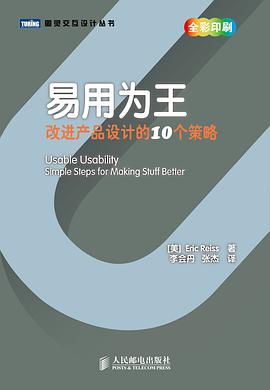 TURING 图灵交互设计丛书
全彩印刷
易用为王
改进产品设计的10个策略
Usable Usability
Simple Steps for Making Stuff Better
[美] Eric Reiss 著
李会丹 张杰 译
人民邮电出版社
POSTS & TELECOM PRESS